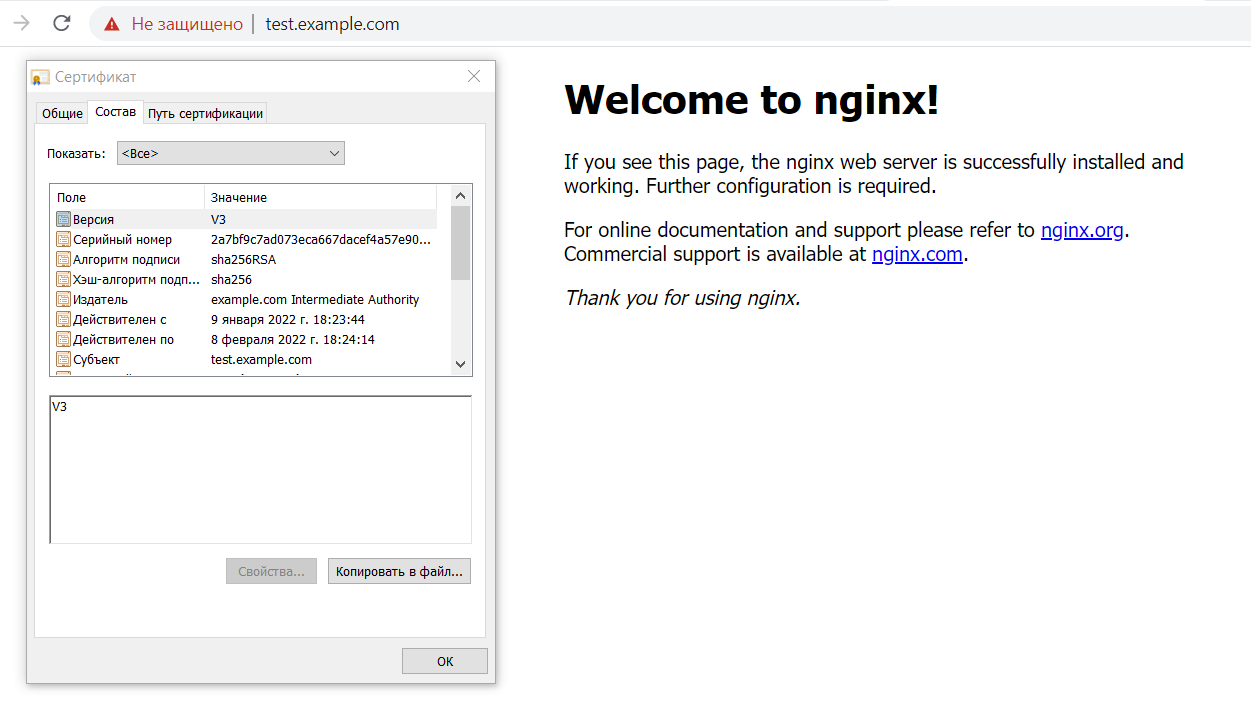 Не защищено | test.example.com
Сертификат
Общие Состав Путь сертификации
Показать: <Все>
Поле Значение
Версия V3
Серийный номер 2a7bf9c7ad073eca667dacef4a57e90...
Алгоритм подписи sha256RSA
Хэш-алгоритм подп... sha256
Издатель example.com Intermediate Authority
Действителен с 9 января 2022 г. 18:23:44
Действителен по 8 февраля 2022 г. 18:24:14
Субъект test.example.com
V3
Свойства... Копировать в файл...
ОК
Welcome to nginx!
If you see this page, the nginx web server is successfully installed and
working. Further configuration is required.
For online documentation and support please refer to nginx.org.
Commercial support is available at nginx.com.
Thank you for using nginx.